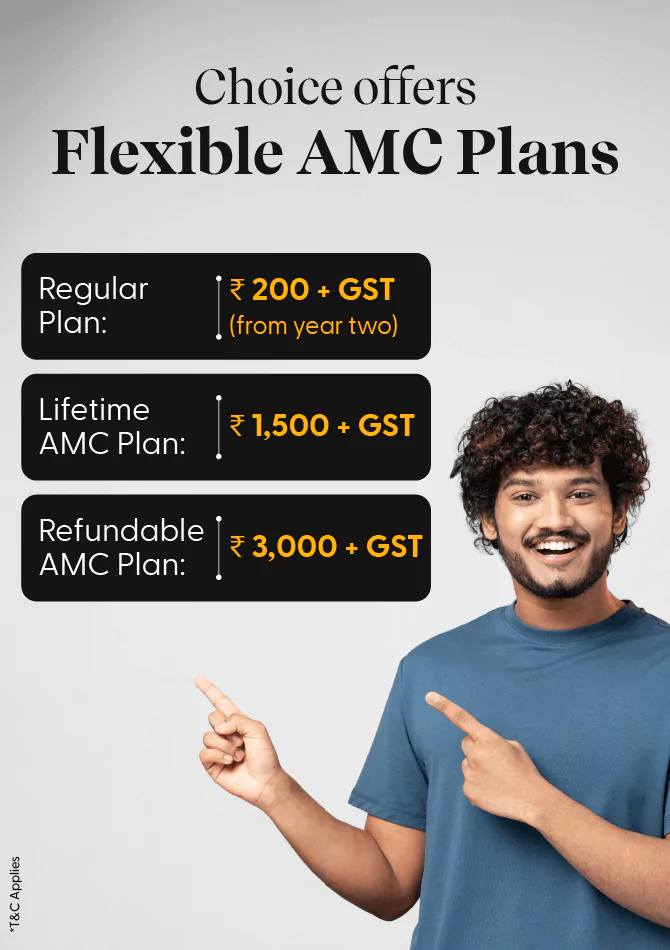 Choice offers
Flexible AMC Plans
Regular
Plan:
₹ 200 + GST
(from year two)
Lifetime
AMC Plan:
₹ 1,500 + GST
Refundable
AMC Plan:
₹ 3,000 + GST
*T&C Applies